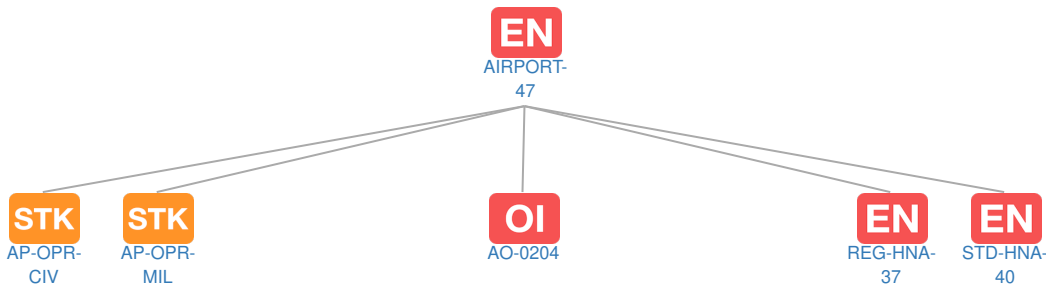 EN
AIRPORT-
47
STK
AP-OPR-
CIV
STK
AP-OPR-
MIL
OI
AO-0204
EN
REG-HNA-
37
EN
STD-HNA-
40